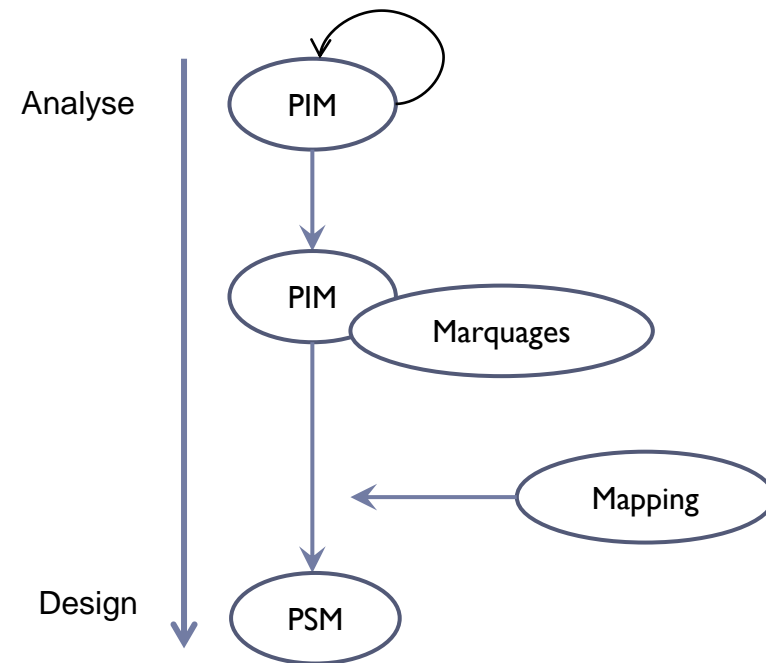 Analyse
PIM
PIM
Marquages
Mapping
Design
PSM